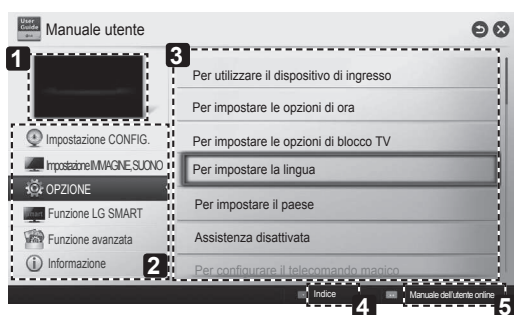 User Guide
Manuale utente
1
3
Per utilizzare il dispositivo di ingresso
Per impostare le opzioni di ora
Per impostare le opzioni di blocco TV
Per impostare la lingua
Per impostare il paese
Assistenza disattivata
Per configurare il telecomando magico
Impostazione CONFIG.
Impostazione IMMAGINE, SUONO
OPZIONE
Funzione LG SMART
Funzione avanzata
Informazione
2
Indice
4
Manuale dell'utente online
5